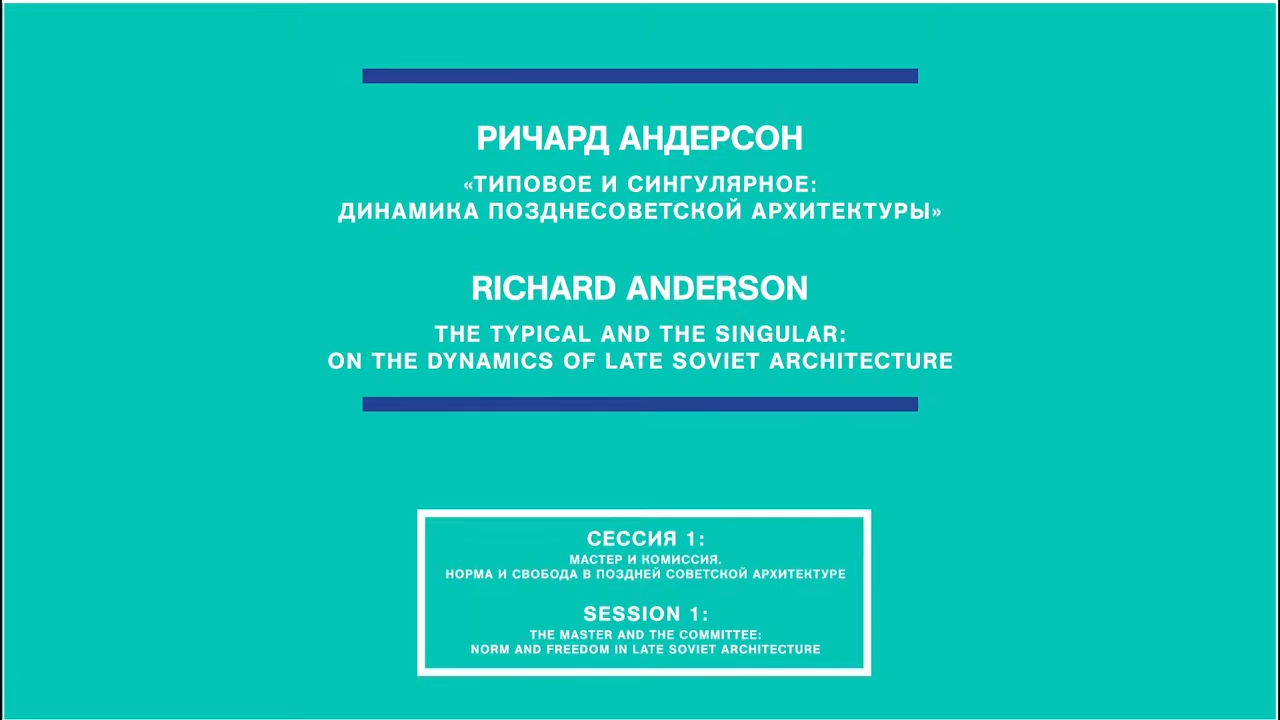 РИЧАРД АНДЕРСОН
«ТИПОВОЕ И СИНГУЛЯРНОЕ:
ДИНАМИКА ПОЗДНЕСОВЕТСКОЙ АРХИТЕКТУРЫ»
RICHARD ANDERSON
THE TYPICAL AND THE SINGULAR:
ON THE DYNAMICS OF LATE SOVIET ARCHITECTURE
СЕССИЯ 1:
МАСТЕР И КОМИССИЯ.
НОРМА И СВОБОДА В ПОЗДНЕЙ СОВЕТСКОЙ АРХИТЕКТУРЕ
SESSION 1:
THE MASTER AND THE COMMITTEE:
NORM AND FREEDOM IN LATE SOVIET ARCHITECTURE